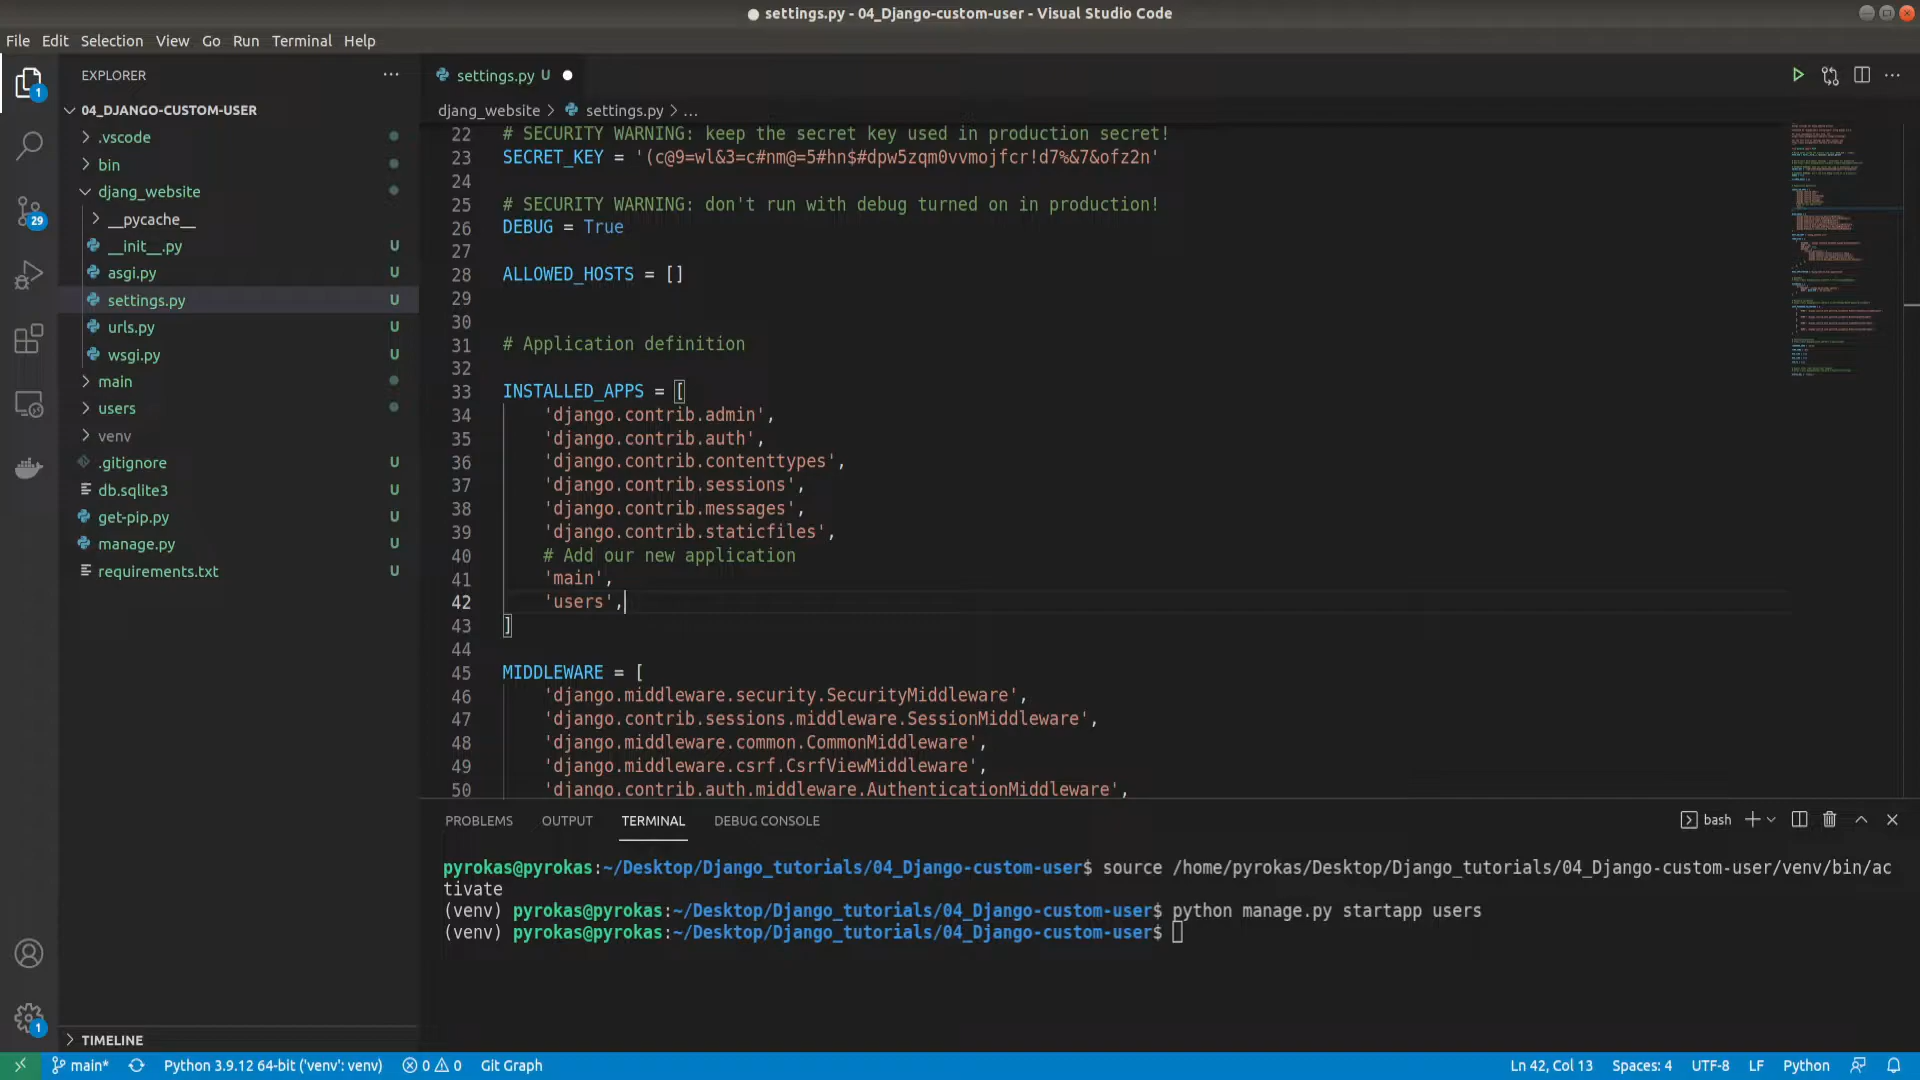 settings.py - 04_Django-custom-user - Visual Studio Code
File Edit Selection View Go Run Terminal Help
EXPLORER
1
04_DJANGO-CUSTOM-USER
.vscode
bin
djang_website
__pycache__
29
__init__.py U
asgi.py U
settings.py U
urls.py U
wsgi.py U
main
users
venv
.gitignore U
db.sqlite3 U
get-pip.py U
manage.py U
requirements.txt U
1
TIMELINE
settings.py U
djang_website > settings.py > ...
22 # SECURITY WARNING: keep the secret key used in production secret!
23 SECRET_KEY = '(c@9=wl&3=c#nm@=5#hn$#dpw5zqm0vvmojfcr!d7%&7&ofz2n'
24
25 # SECURITY WARNING: don't run with debug turned on in production!
26 DEBUG = True
27
28 ALLOWED_HOSTS = []
29
30
31 # Application definition
32
33 INSTALLED_APPS = [
34 'django.contrib.admin',
35 'django.contrib.auth',
36 'django.contrib.contenttypes',
37 'django.contrib.sessions',
38 'django.contrib.messages',
39 'django.contrib.staticfiles',
40 # Add our new application
41 'main',
42 'users',
43 ]
44
45 MIDDLEWARE = [
46 'django.middleware.security.SecurityMiddleware',
47 'django.contrib.sessions.middleware.SessionMiddleware',
48 'django.middleware.common.CommonMiddleware',
49 'django.middleware.csrf.CsrfViewMiddleware',
50 'django.contrib.auth.middleware.AuthenticationMiddleware',
PROBLEMS OUTPUT TERMINAL DEBUG CONSOLE bash
pyrokas@pyrokas:~/Desktop/Django_tutorials/04_Django-custom-user$ source /home/pyrokas/Desktop/Django_tutorials/04_Django-custom-user/venv/bin/ac
tivate
(venv) pyrokas@pyrokas:~/Desktop/Django_tutorials/04_Django-custom-user$ python manage.py startapp users
(venv) pyrokas@pyrokas:~/Desktop/Django_tutorials/04_Django-custom-user$
main* Python 3.9.12 64-bit ('venv': venv) 0 0 Git Graph Ln 42, Col 13 Spaces: 4 UTF-8 LF Python